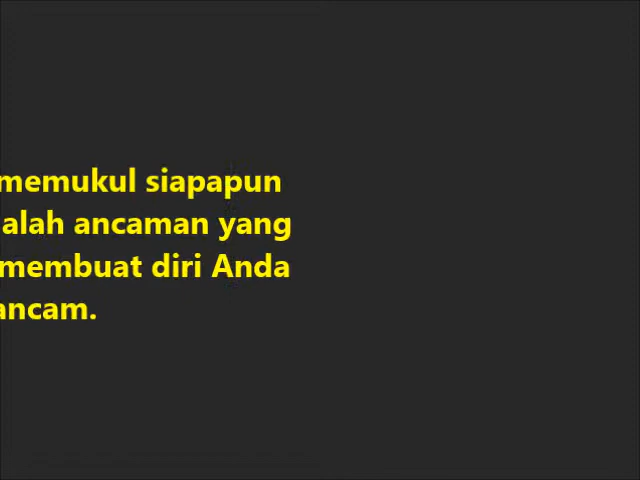 memukul siapapun
alah ancaman yang
membuat diri Anda
ancam.